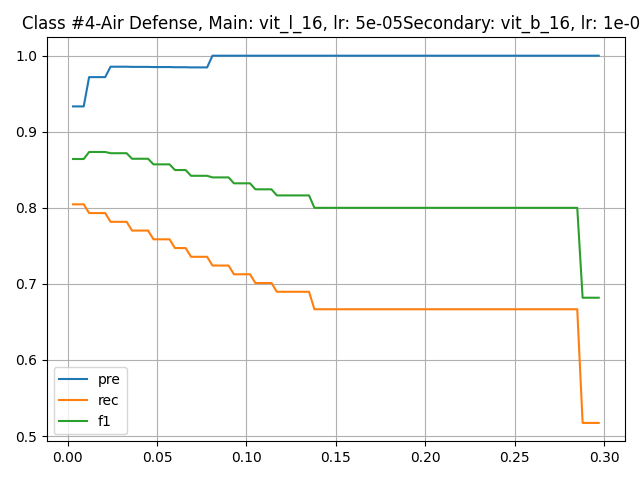 Class #4-Air Defense, Main: vit_l_16, lr: 5e-05Secondary: vit_b_16, lr: 1e-0
1.0
0.9
0.8
0.7
0.6
0.5
pre
rec
f1
0.00 0.05 0.10 0.15 0.20 0.25 0.30